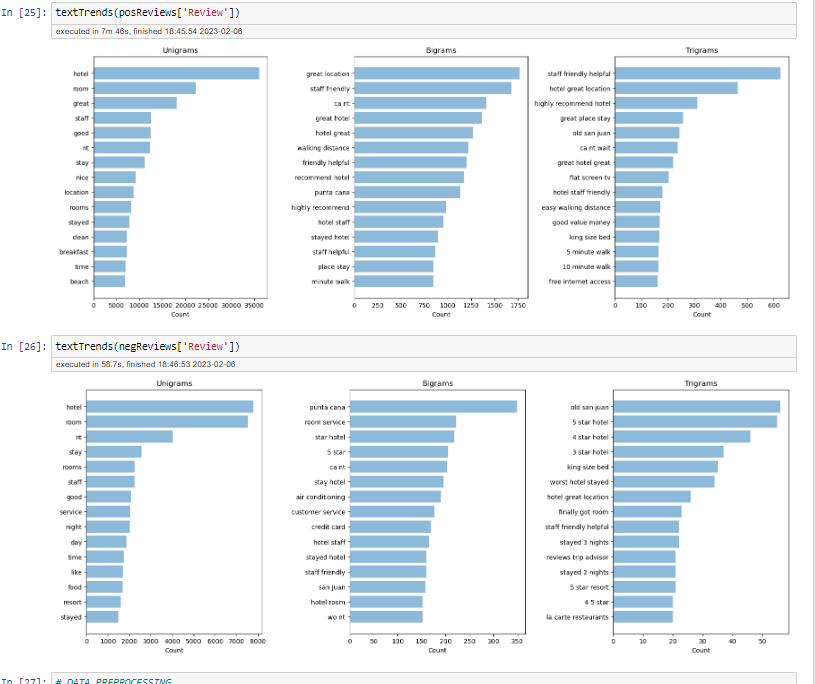 In [25]: textTrends(posReviews['Review'])
executed in 7m 46s, finished 18:45:54 2023-02-06
Unigrams
hotel
room
great
staff
good
nt
stay
nice
location
rooms
stayed
clean
breakfast
time
beach
0 5000 10000 15000 20000 25000 30000 35000
Count
Bigrams
great location
staff friendly
ca nt
great hotel
hotel great
walking distance
friendly helpful
recommend hotel
punta cana
highly recommend
hotel staff
stayed hotel
staff helpful
place stay
minute walk
0 250 500 750 1000 1250 1500 1750
Count
Trigrams
staff friendly helpful
hotel great location
highly recommend hotel
great place stay
old san juan
ca nt wait
great hotel great
flat screen tv
hotel staff friendly
easy walking distance
good value money
king size bed
5 minute walk
10 minute walk
free internet access
0 100 200 300 400 500 600
Count
In [26]: textTrends(negReviews['Review'])
executed in 58.7s, finished 18:46:53 2023-02-06
Unigrams
hotel
room
nt
stay
rooms
staff
good
service
night
day
time
like
food
resort
stayed
0 1000 2000 3000 4000 5000 6000 7000 8000
Count
Bigrams
punta cana
room service
star hotel
5 star
ca nt
stay hotel
air conditioning
customer service
credit card
hotel staff
stayed hotel
staff friendly
san juan
hotel room
wo nt
0 50 100 150 200 250 300 350
Count
Trigrams
old san juan
5 star hotel
4 star hotel
3 star hotel
king size bed
worst hotel stayed
hotel great location
finally got room
staff friendly helpful
stayed 3 nights
reviews trip advisor
stayed 2 nights
5 star resort
4 5 star
la carte restaurants
0 10 20 30 40 50
Count
In [27]: # DATA PREPROCESSING